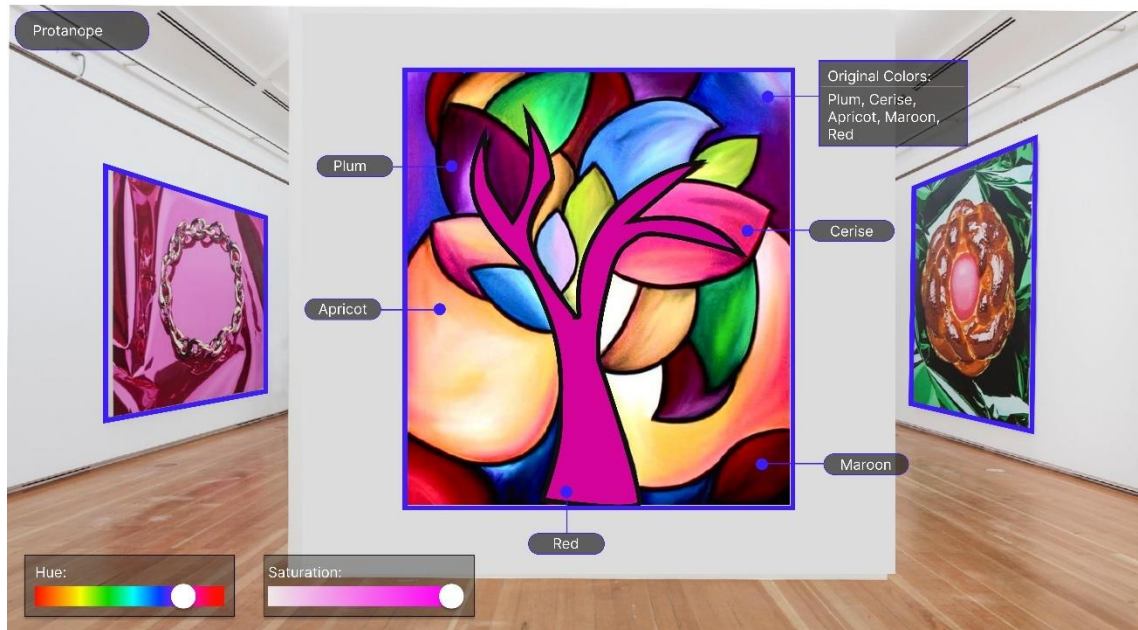 Protanope
Original Colors:
Plum, Cerise,
Apricot, Maroon,
Red
Plum
Cerise
Apricot
Maroon
Red
Hue:
Saturation: